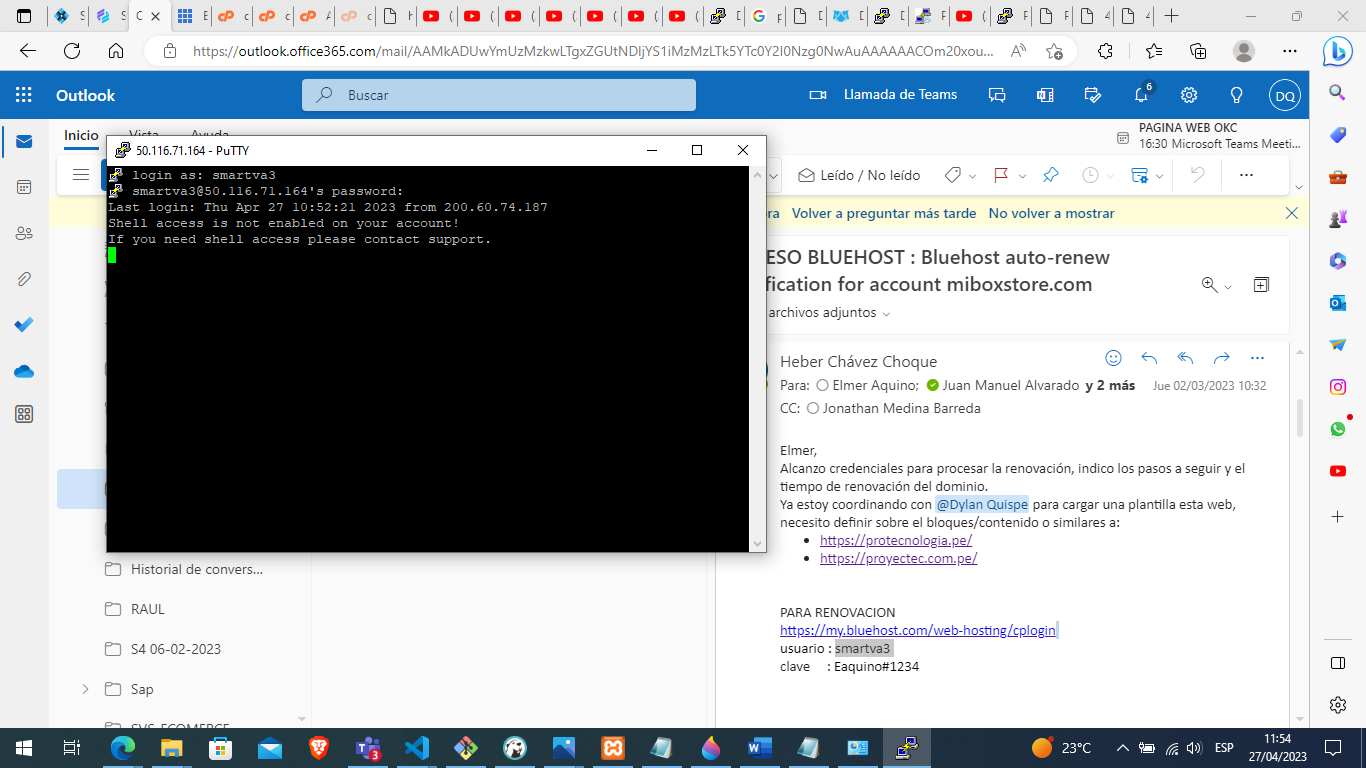 https://outlook.office365.com/mail/AAMkADUwYmUzMzkwLTgxZGUtNDljYS1iMzMzLTk5YTc0Y2I0Nzg0NwAuAAAAAACOm20xou...
Outlook
Buscar
Llamada de Teams
6
DQ
Inicio
Vista
Ayuda
PAGINA WEB OKC
16:30 Microsoft Teams Meeti...
50.116.71.164 - PuTTY
login as: smartva3
smartva3@50.116.71.164's password:
Last login: Thu Apr 27 10:52:21 2023 from 200.60.74.187
Shell access is not enabled on your account!
If you need shell access please contact support.
Leído / No leído
Volver a preguntar más tarde
No volver a mostrar
ESO BLUEHOST : Bluehost auto-renew
fication for account miboxstore.com
archivos adjuntos
Heber Chávez Choque
Para: Elmer Aquino; Juan Manuel Alvarado y 2 más
Jue 02/03/2023 10:32
CC: Jonathan Medina Barreda
Elmer,
Alcanzo credenciales para procesar la renovación, indico los pasos a seguir y el
tiempo de renovación del dominio.
Ya estoy coordinando con @Dylan Quispe para cargar una plantilla esta web,
necesito definir sobre el bloques/contenido o similares a:
https://protecnologia.pe/
https://proyectec.com.pe/
PARA RENOVACION
https://my.bluehost.com/web-hosting/cplogin
usuario : smartva3
clave : Eaquino#1234
Historial de convers...
RAUL
S4 06-02-2023
Sap
SVS-ECOMERCE
3
23°C
ESP
11:54
27/04/2023